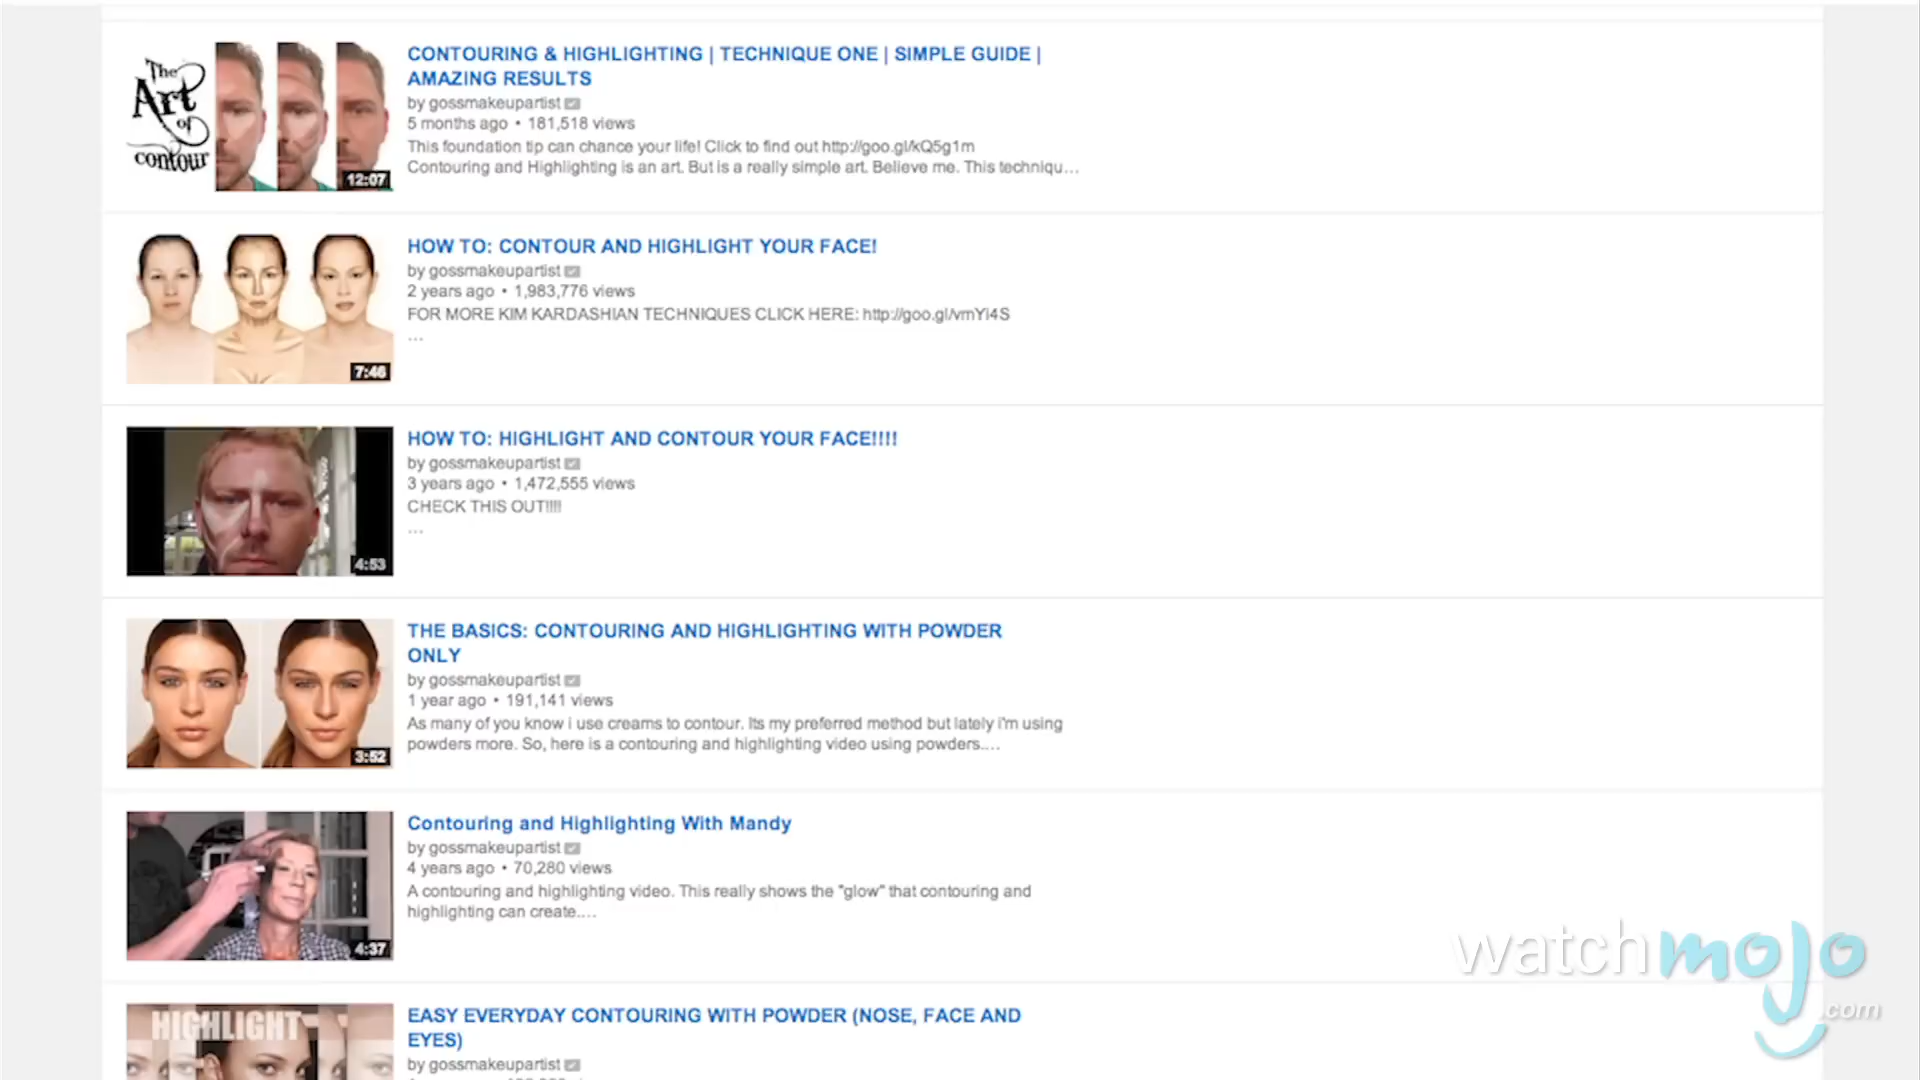 The
Art
of
contour
12:07
CONTOURING & HIGHLIGHTING | TECHNIQUE ONE | SIMPLE GUIDE |
AMAZING RESULTS
by gossmakeupartist
5 months ago • 181,518 views
This foundation tip can chance your life! Click to find out http://goo.gl/kQ5g1m
Contouring and Highlighting is an art. But is a really simple art. Believe me. This techniqu...
7:46
HOW TO: CONTOUR AND HIGHLIGHT YOUR FACE!
by gossmakeupartist
2 years ago • 1,983,776 views
FOR MORE KIM KARDASHIAN TECHNIQUES CLICK HERE: http://goo.gl/vmYi4S
...
4:53
HOW TO: HIGHLIGHT AND CONTOUR YOUR FACE!!!!
by gossmakeupartist
3 years ago • 1,472,555 views
CHECK THIS OUT!!!!
...
3:52
THE BASICS: CONTOURING AND HIGHLIGHTING WITH POWDER
ONLY
by gossmakeupartist
1 year ago • 191,141 views
As many of you know i use creams to contour. Its my preferred method but lately i'm using
powders more. So, here is a contouring and highlighting video using powders....
4:37
Contouring and Highlighting With Mandy
by gossmakeupartist
4 years ago • 70,280 views
A contouring and highlighting video. This really shows the "glow" that contouring and
highlighting can create....
HIGHLIGHT
EASY EVERYDAY CONTOURING WITH POWDER (NOSE, FACE AND
EYES)
by gossmakeupartist
watchmojo
.com